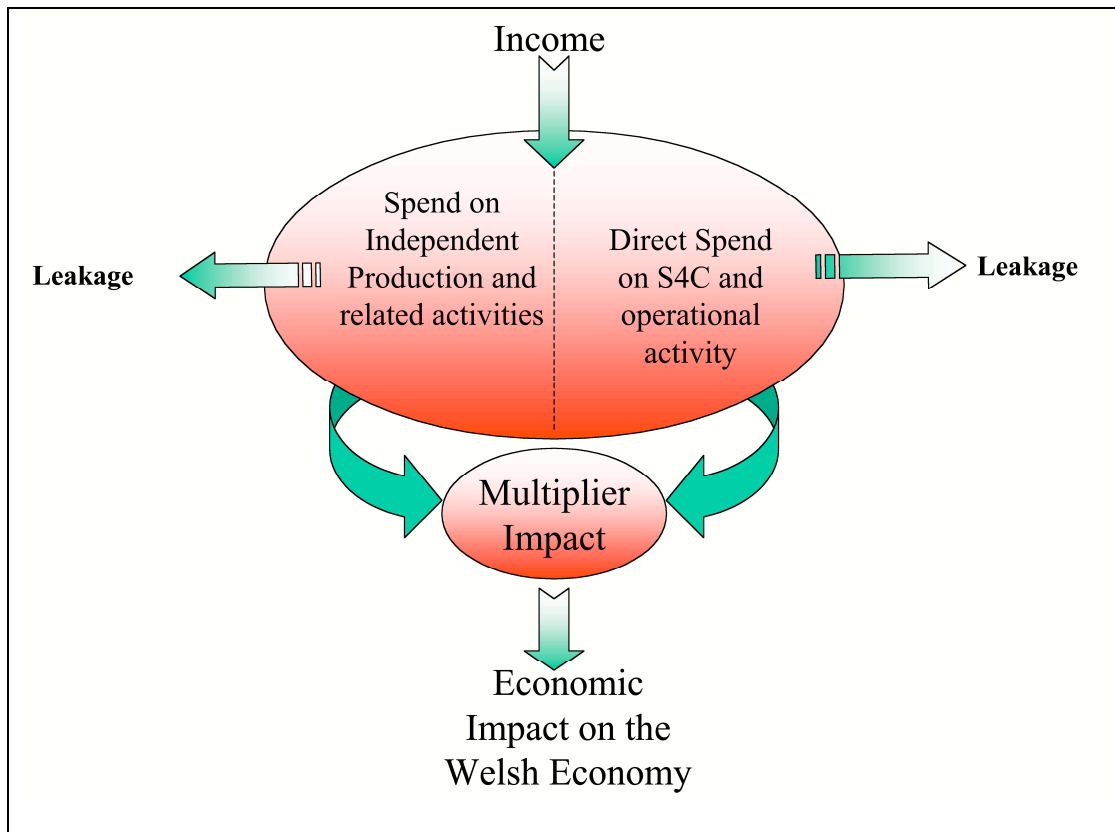 Income
Spend on
Independent
Production and
related activities
Direct Spend
on S4C and
operational
activity
Leakage
Leakage
Multiplier
Impact
Economic
Impact on the
Welsh Economy